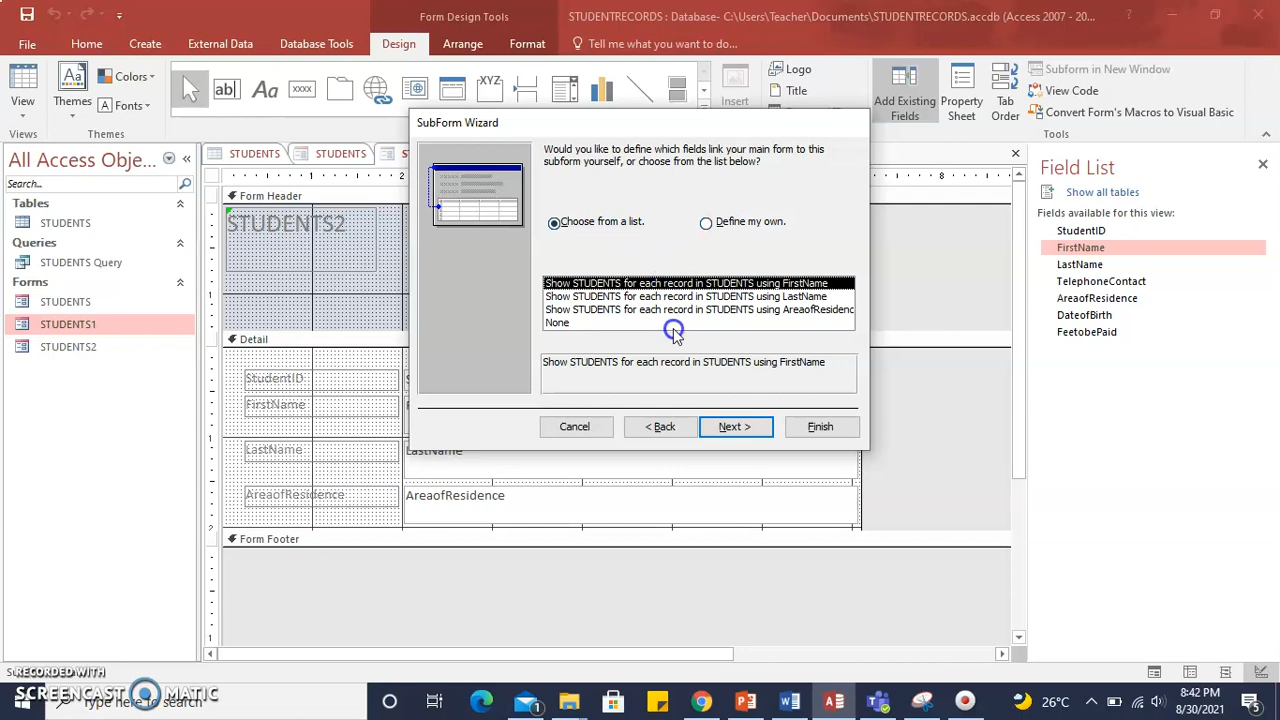 Form Design Tools
STUDENTRECORDS : Database- C:\Users\Teacher\Documents\STUDENTRECORDS.accdb (Access 2007 - 20...
File
Home
Create
External Data
Database Tools
Design
Arrange
Format
Tell me what you want to do...
View
Views
Aa
Themes
Colors
Fonts
Themes
ab|
Aa
xxxx
XYZ
Insert
Logo
Title
Add Existing
Fields
Property
Sheet
Tab
Order
Subform in New Window
View Code
Convert Form's Macros to Visual Basic
Tools
All Access Obje...
Search...
Tables
STUDENTS
Queries
STUDENTS Query
Forms
STUDENTS
STUDENTS1
STUDENTS2
STUDENTS
STUDENTS
Form Header
STUDENTS2
Detail
StudentID
FirstName
LastName
LastName
AreaofResidence
AreaofResidence
Form Footer
SubForm Wizard
Would you like to define which fields link your main form to this
subform yourself, or choose from the list below?
Choose from a list.
Define my own.
Show STUDENTS for each record in STUDENTS using FirstName
Show STUDENTS for each record in STUDENTS using LastName
Show STUDENTS for each record in STUDENTS using AreaofResidenc
None
Show STUDENTS for each record in STUDENTS using FirstName
Cancel
< Back
Next >
Finish
Field List
Show all tables
Fields available for this view:
StudentID
FirstName
LastName
TelephoneContact
AreaofResidence
DateofBirth
FeetobePaid
RECORDED WITH
SCREENCAST MATIC
Type here to search
1
26°C
8:42 PM
8/30/2021
5